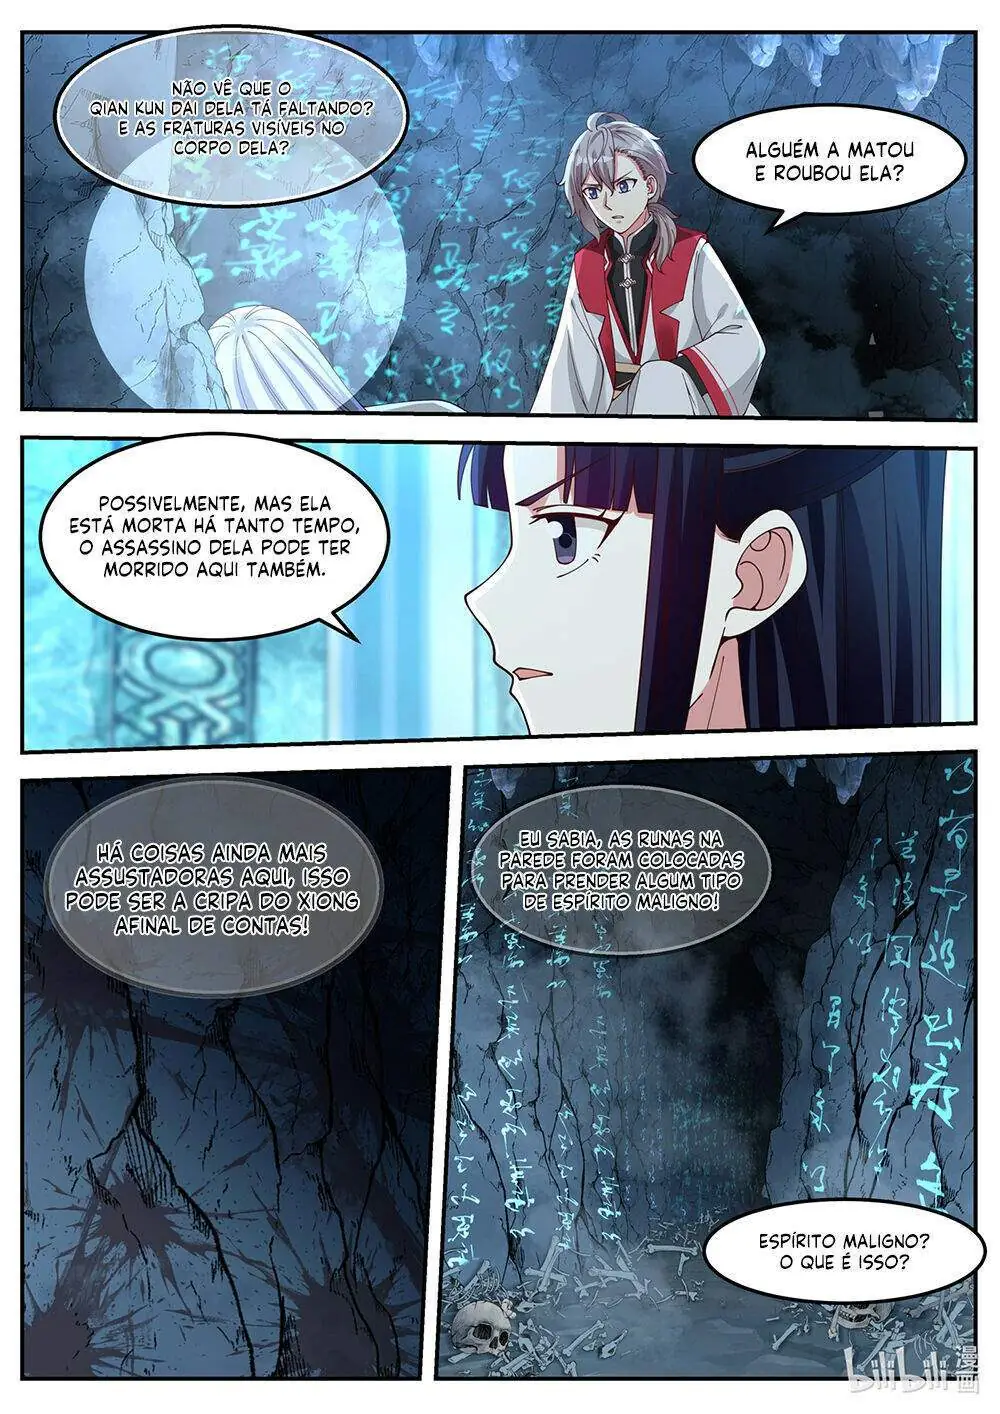 NÃO VÊ QUE O
QIAN KUN DAI DELA TÁ FALTANDO?
E AS FRATURAS VISÍVEIS NO
CORPO DELA?
ALGUÉM A MATOU
E ROUBOU ELA?
POSSIVELMENTE, MAS ELA
ESTÁ MORTA HÁ TANTO TEMPO,
O ASSASSINO DELA PODE TER
MORRIDO AQUI TAMBÉM.
HÁ COISAS AINDA MAIS
ASSUSTADORAS AQUI, ISSO
PODE SER A CRIPA DO XIONG
AFINAL DE CONTAS!
EU SABIA, AS RUNAS NA
PAREDE FORAM COLOCADAS
PARA PRENDER ALGUM TIPO
DE ESPÍRITO MALIGNO!
ESPÍRITO MALIGNO?
O QUE É ISSO?
bilibili 漫画